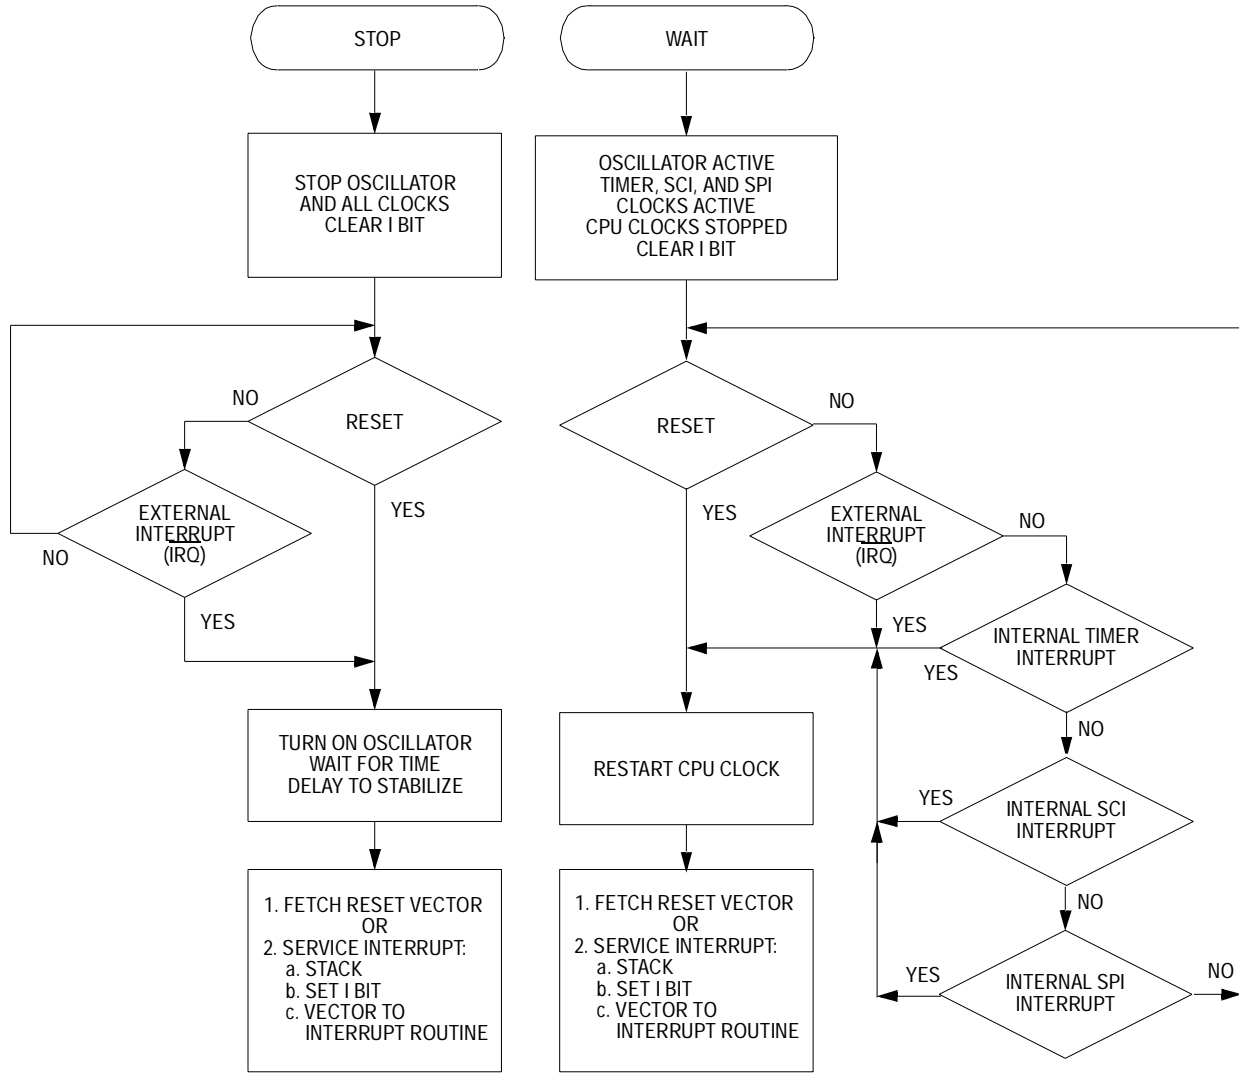 STOP
STOP OSCILLATOR
AND ALL CLOCKS
CLEAR I BIT
RESET
NO
YES
EXTERNAL
INTERRUPT
(IRQ)
NO
YES
TURN ON OSCILLATOR
WAIT FOR TIME
DELAY TO STABILIZE
1. FETCH RESET VECTOR
OR
2. SERVICE INTERRUPT:
a. STACK
b. SET I BIT
c. VECTOR TO
INTERRUPT ROUTINE
WAIT
OSCILLATOR ACTIVE
TIMER, SCI, AND SPI
CLOCKS ACTIVE
CPU CLOCKS STOPPED
CLEAR I BIT
RESET
NO
YES
EXTERNAL
INTERRUPT
(IRQ)
NO
YES
INTERNAL TIMER
INTERRUPT
YES
NO
INTERNAL SCI
INTERRUPT
YES
NO
INTERNAL SPI
INTERRUPT
YES
NO
RESTART CPU CLOCK
1. FETCH RESET VECTOR
OR
2. SERVICE INTERRUPT:
a. STACK
b. SET I BIT
c. VECTOR TO
INTERRUPT ROUTINE